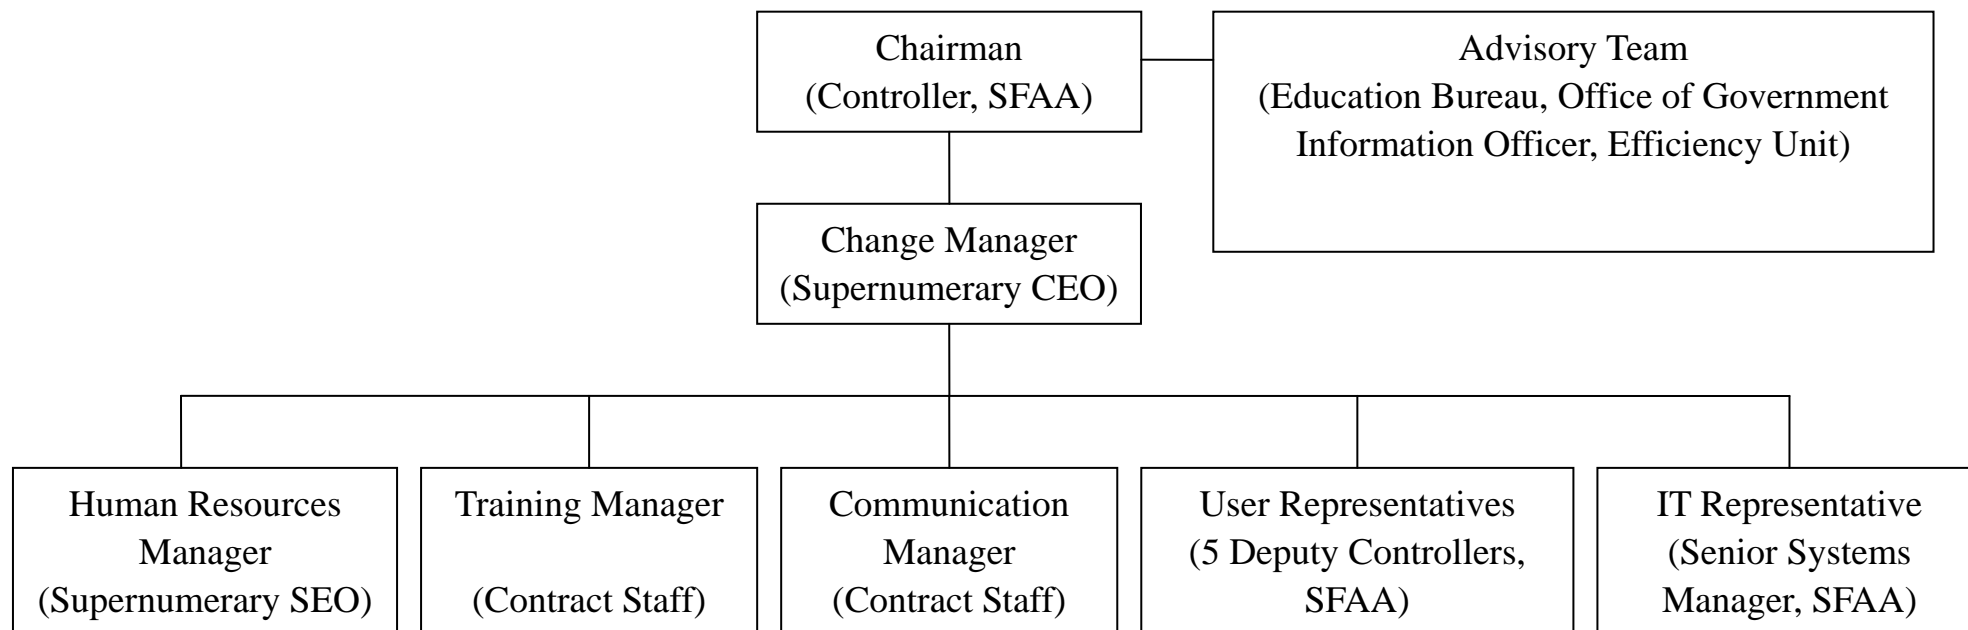 Chairman
(Controller, SFAA)
Advisory Team
(Education Bureau, Office of Government
Information Officer, Efficiency Unit)
Change Manager
(Supernumerary CEO)
Human Resources
Manager
(Supernumerary SEO)
Training Manager
(Contract Staff)
Communication
Manager
(Contract Staff)
User Representatives
(5 Deputy Controllers,
SFAA)
IT Representative
(Senior Systems
Manager, SFAA)